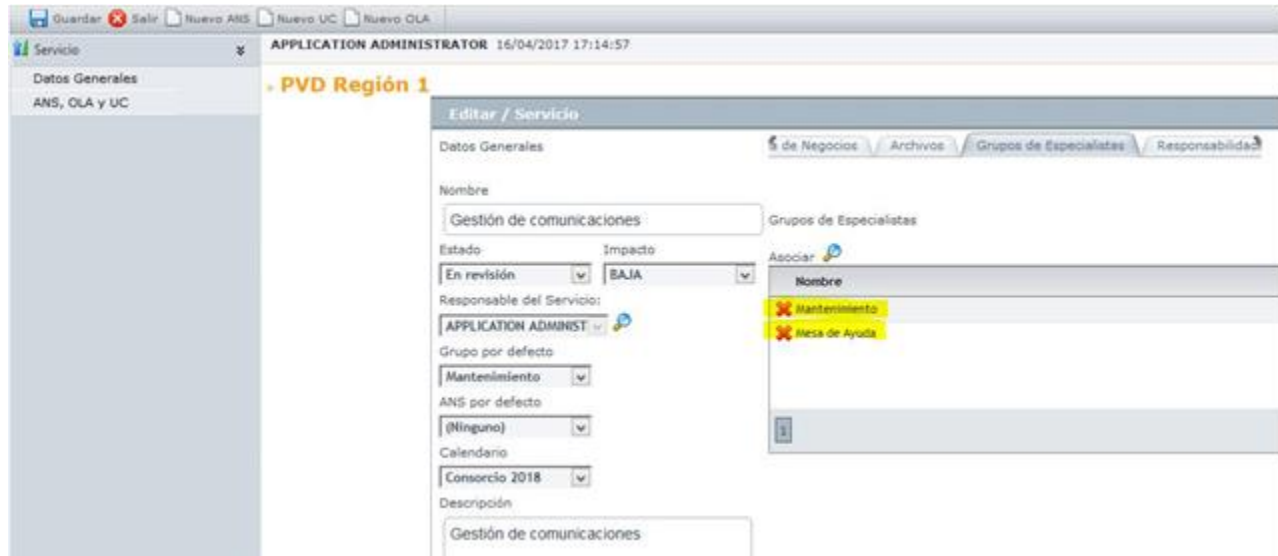 Guardar Salir Nuevo ANS Nuevo UC Nuevo OLA
Servicio
APPLICATION ADMINISTRATOR 16/04/2017 17:14:57
Datos Generales
ANS, OLA y UC
PVD Región 1
Editar / Servicio
Datos Generales
de Negocios Archivos Grupos de Especialistas Responsabilidad
Nombre
Gestión de comunicaciones
Grupos de Especialistas
Estado Impacto
Asociar
En revisión BAJA
Nombre
Responsable del Servicio:
Mantenimiento
APPLICATION ADMINIST
Mesa de Ayuda
Grupo por defecto
Mantenimiento
ANS por defecto
(Ninguno)
1
Calendario
Consorcio 2018
Descripción
Gestión de comunicaciones